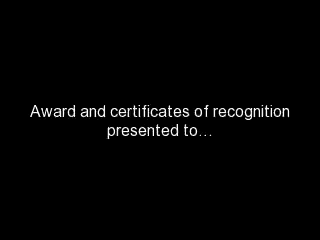 Award and certificates of recognition
presented to…